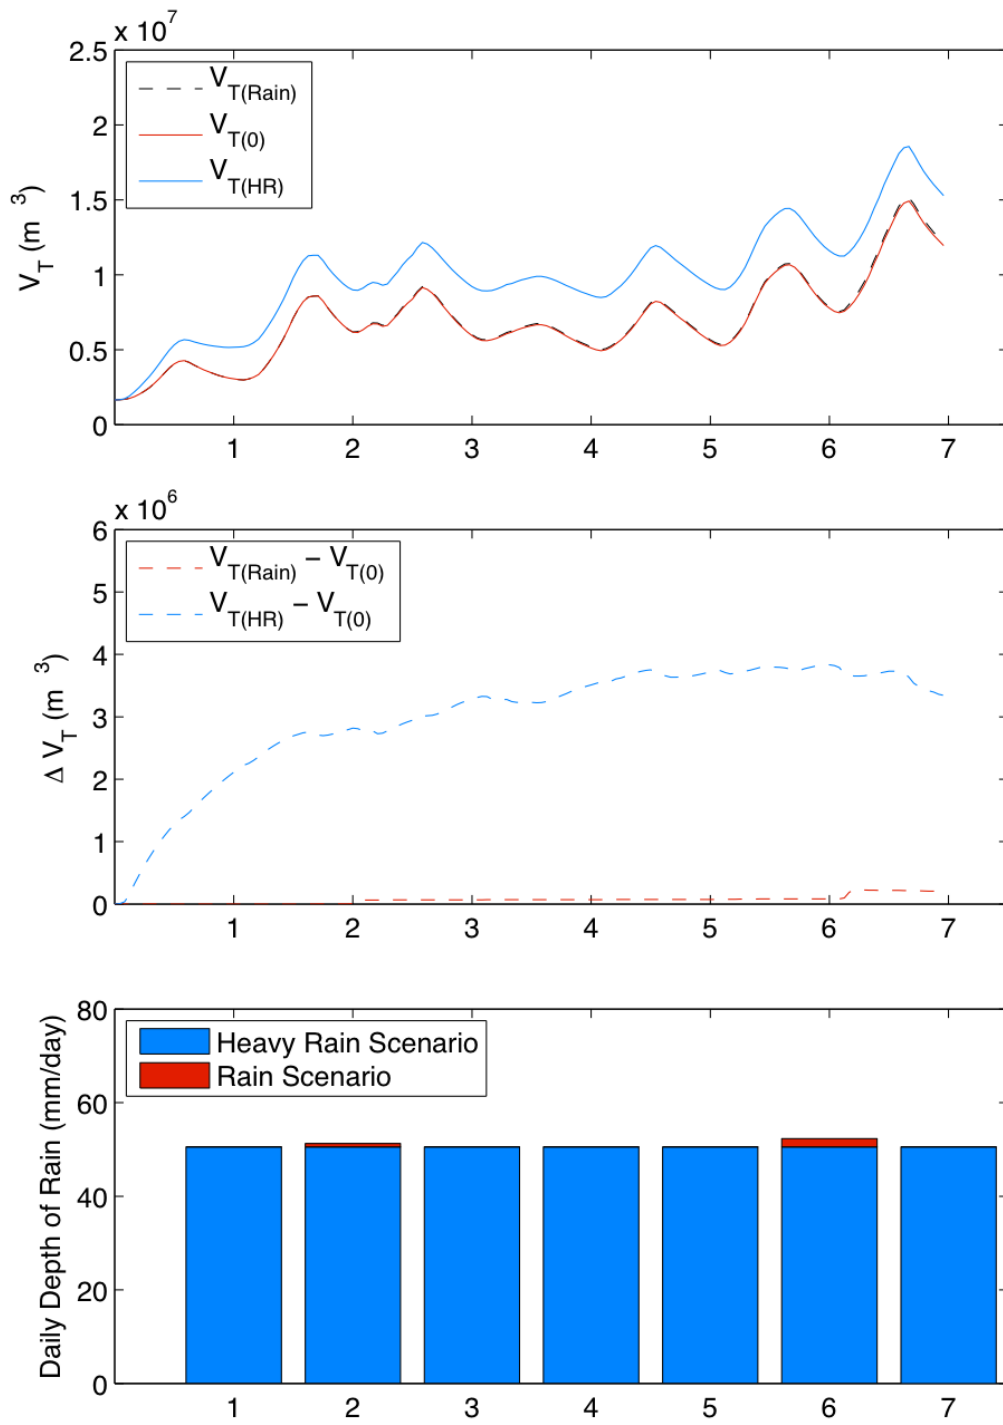 x 10^7
2.5
2
1.5
1
0.5
0
V_T (m ^3)
V_T(Rain)
V_T(0)
V_T(HR)
1 2 3 4 5 6 7
x 10^6
6
5
4
3
2
1
0
Δ V_T (m ^3)
V_T(Rain) − V_T(0)
V_T(HR) − V_T(0)
1 2 3 4 5 6 7
80
60
40
20
0
Daily Depth of Rain (mm/day)
Heavy Rain Scenario
Rain Scenario
1 2 3 4 5 6 7